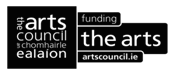 the arts
council
an chomhairle
ealaíon
funding
the arts
artscouncil.ie